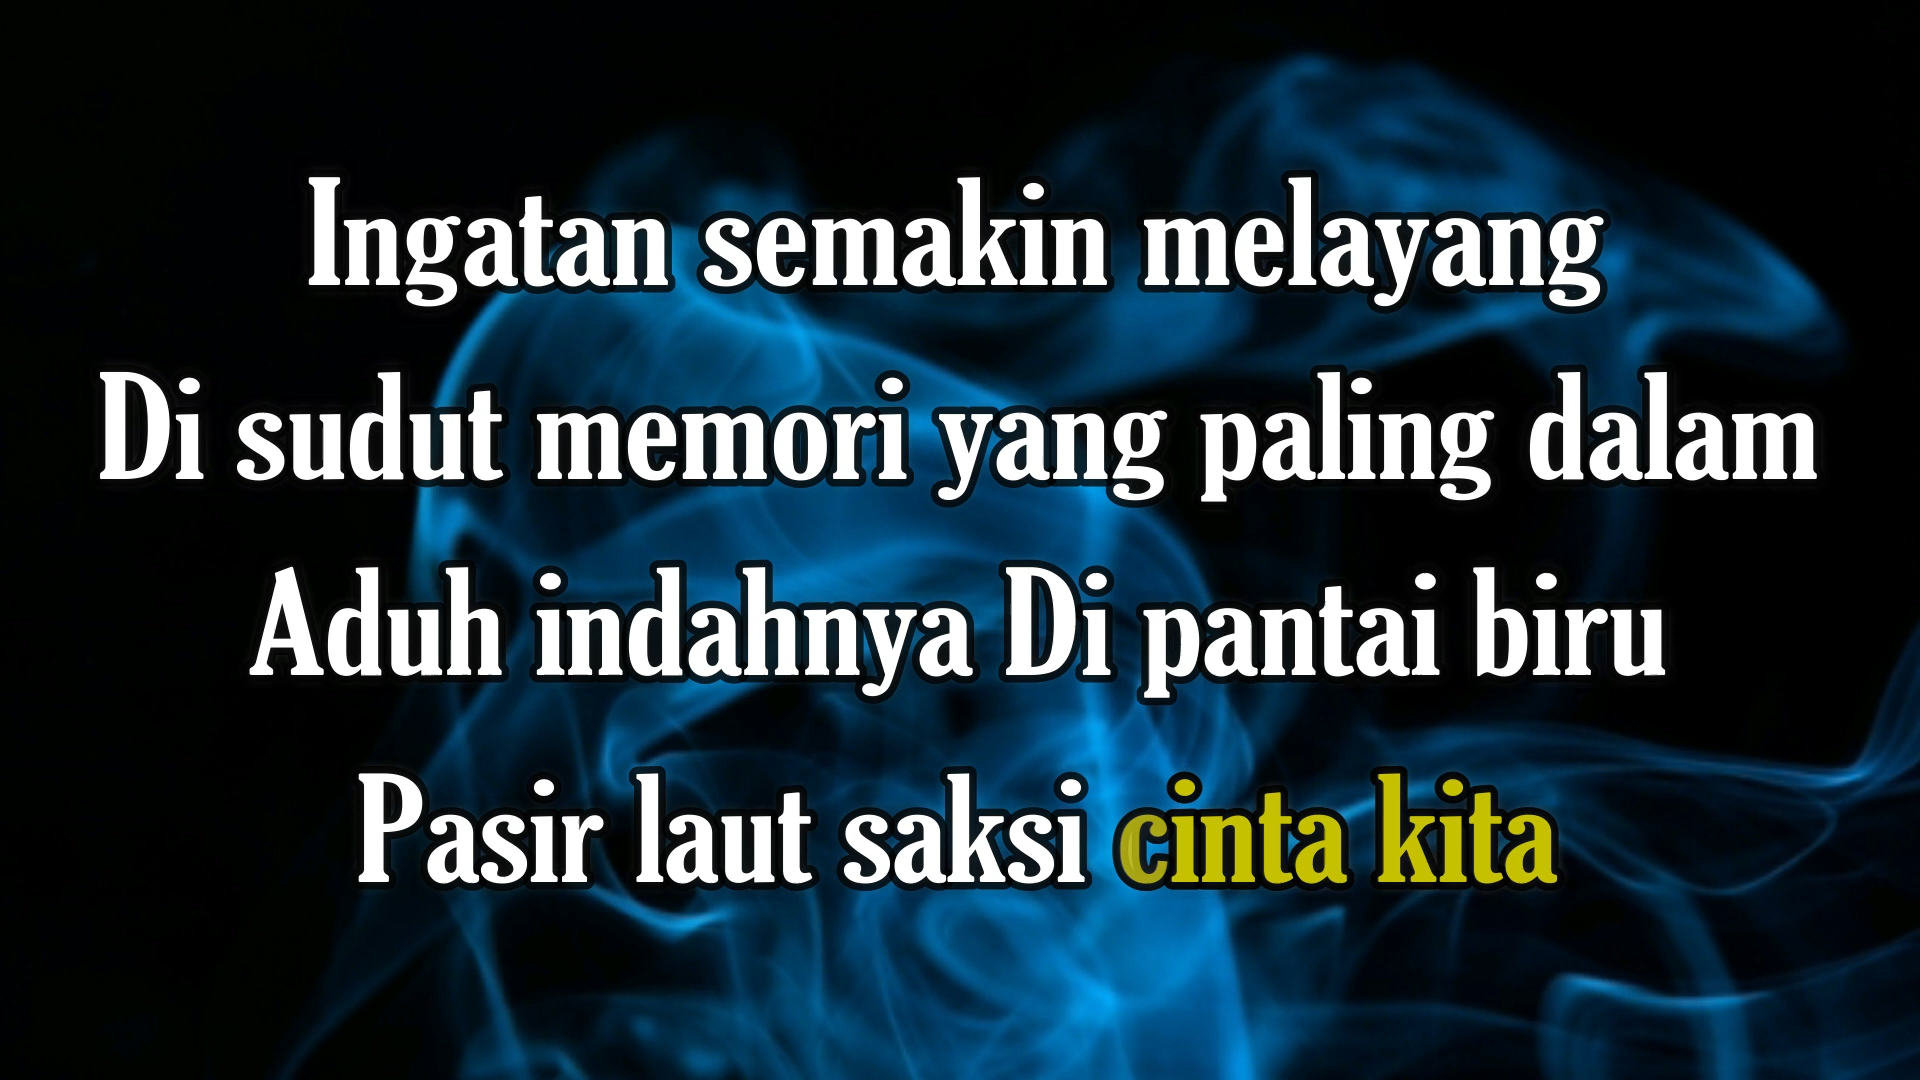 Ingatan semakin melayang
Di sudut memori yang paling dalam
Aduh indahnya Di pantai biru
Pasir laut saksi cinta kita